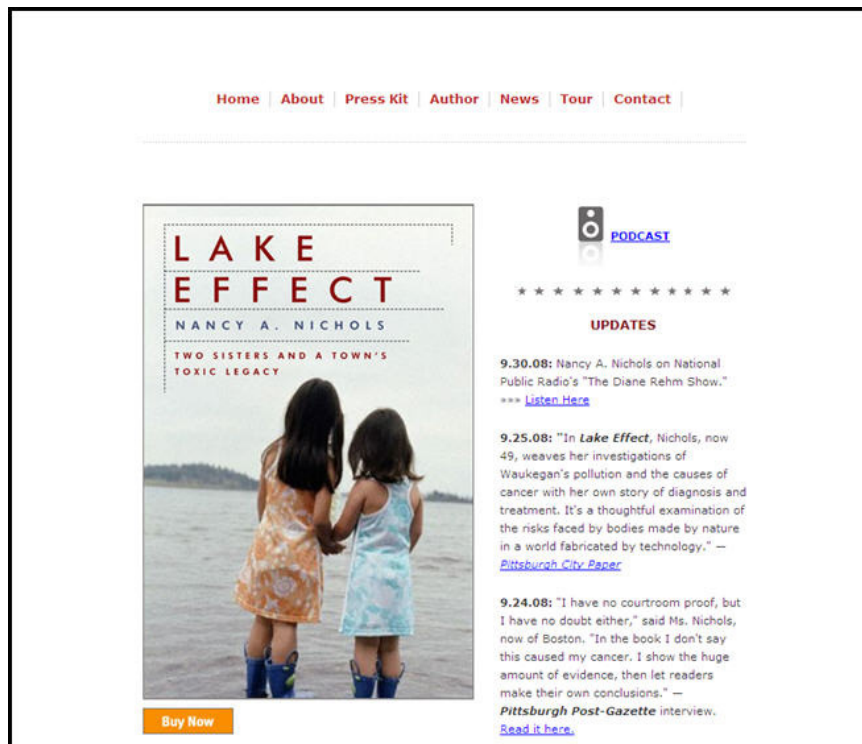 Home About Press Kit Author News Tour Contact
LAKE
EFFECT
NANCY A. NICHOLS
TWO SISTERS AND A TOWN'S
TOXIC LEGACY
Buy Now
PODCAST
UPDATES
9.30.08: Nancy A. Nichols on National
Public Radio's "The Diane Rehm Show."
»»» Listen Here
9.25.08: "In Lake Effect, Nichols, now
49, weaves her investigations of
Waukegan's pollution and the causes of
cancer with her own story of diagnosis and
treatment. It's a thoughtful examination of
the risks faced by bodies made by nature
in a world fabricated by technology." —
Pittsburgh City Paper
9.24.08: "I have no courtroom proof, but
I have no doubt either," said Ms. Nichols,
now of Boston. "In the book I don't say
this caused my cancer. I show the huge
amount of evidence, then let readers
make their own conclusions." —
Pittsburgh Post-Gazette interview.
Read it here.